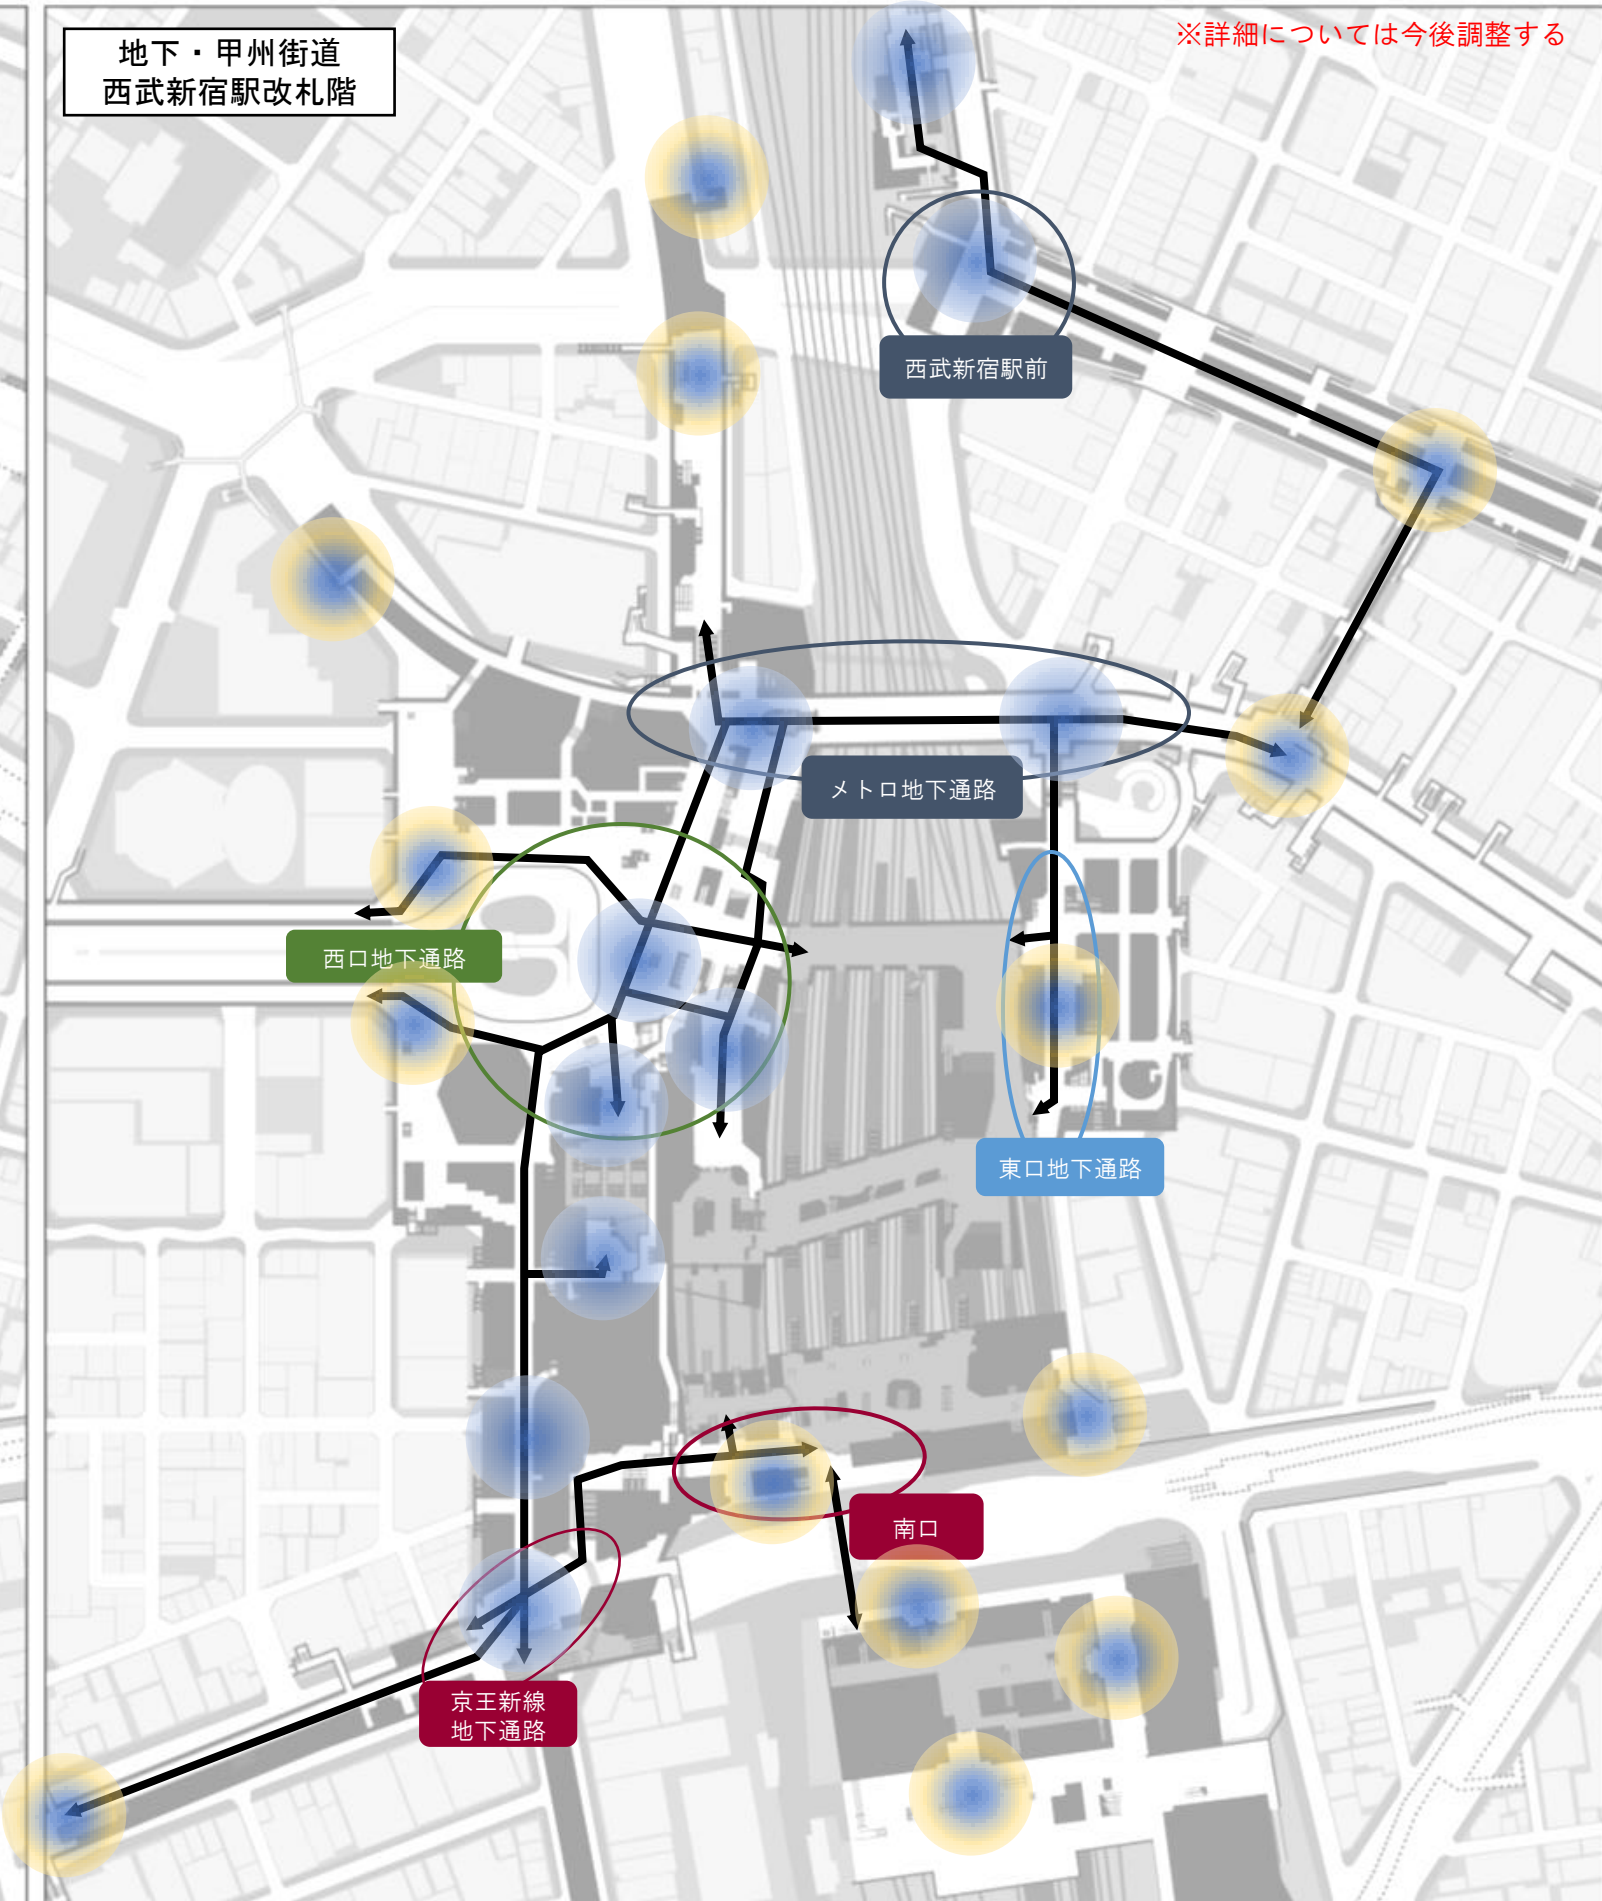 地下・甲州街道
西武新宿駅改札階
※詳細については今後調整する
西武新宿駅前
メトロ地下通路
西口地下通路
東口地下通路
南口
京王新線
地下通路